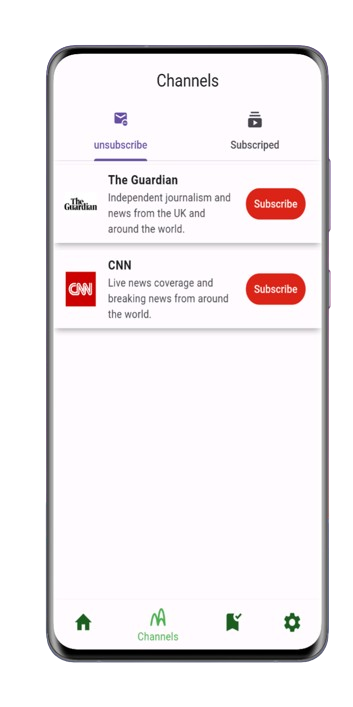 Channels
unsubscribe
Subscriped
The Guardian
The
Guardian
Independent journalism and
news from the UK and
around the world.
Subscribe
CNN
CNN
Live news coverage and
breaking news from around
the world.
Subscribe
Channels